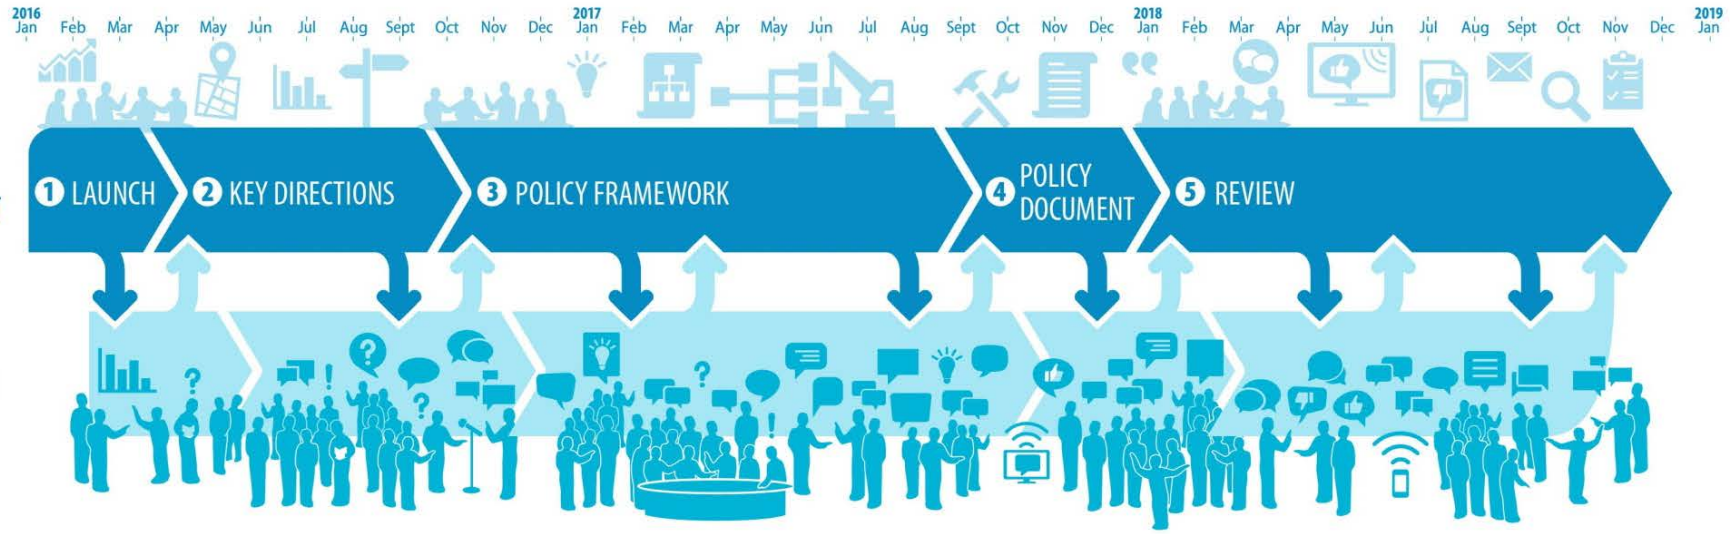 2016 2017 2018 2019
Jan Feb Mar Apr May Jun Jul Aug Sept Oct Nov Dec Jan Feb Mar Apr May Jun Jul Aug Sept Oct Nov Dec Jan Feb Mar Apr May Jun Jul Aug Sept Oct Nov Dec Jan
1 LAUNCH
2 KEY DIRECTIONS
3 POLICY FRAMEWORK
4 POLICY
DOCUMENT
5 REVIEW